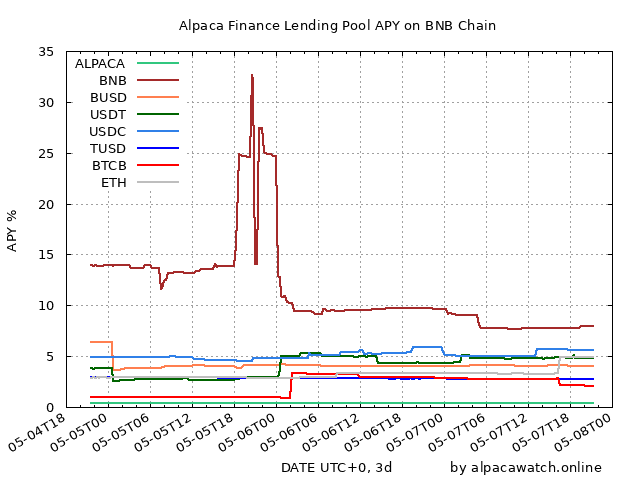 Alpaca Finance Lending Pool APY on BNB Chain
APY %
35
30
25
20
15
10
5
0
ALPACA
BNB
BUSD
USDT
USDC
TUSD
BTCB
ETH
05-04T18
05-05T00
05-05T06
05-05T12
05-05T18
05-06T00
05-06T06
05-06T12
05-06T18
05-07T00
05-07T06
05-07T12
05-07T18
05-08T00
DATE UTC+0, 3d
by alpacawatch.online